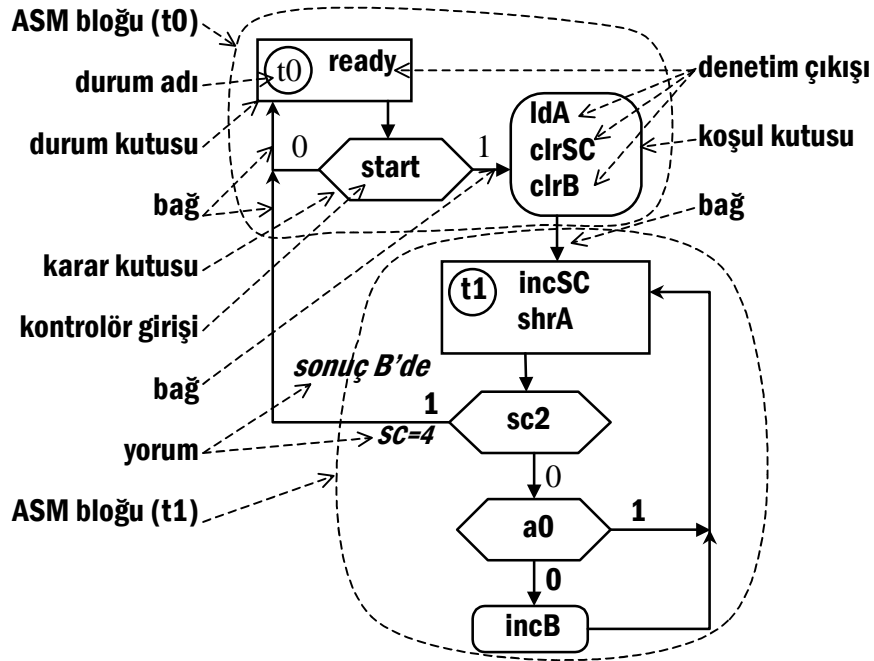 ASM bloğu (t0)
t0
ready
durum adı
denetim çıkışı
ldA
clrSC
clrB
durum kutusu
0
start
1
koşul kutusu
bağ
bağ
karar kutusu
t1
incSC
shrA
kontrolör girişi
sonuç B'de
bağ
1
sc2
SC=4
yorum
0
ASM bloğu (t1)
a0
1
0
incB